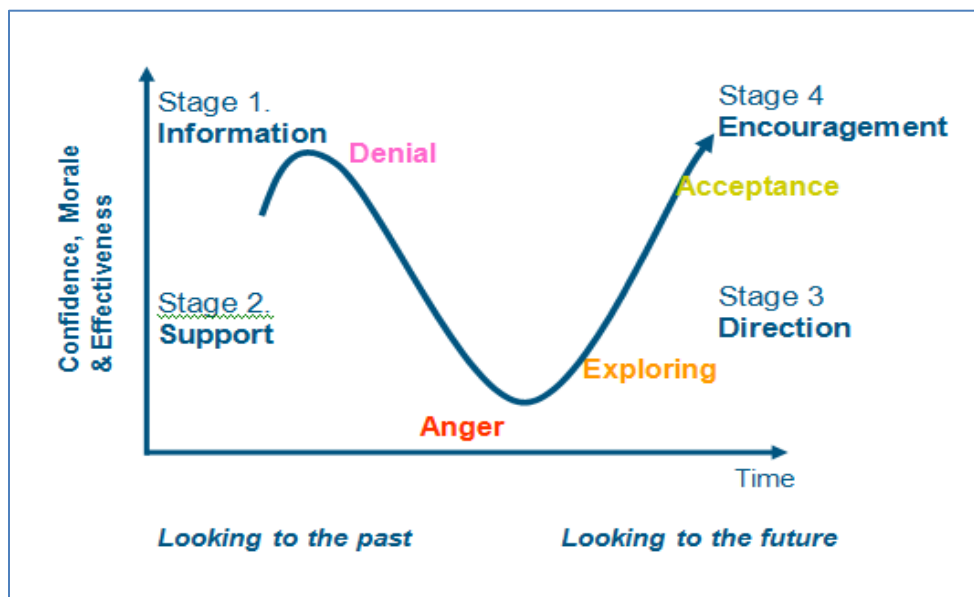 Stage 1.
Information
Denial
Stage 4
Encouragement
Acceptance
Confidence, Morale
& Effectiveness
Stage 2.
Support
Stage 3
Direction
Exploring
Anger
Time
Looking to the past
Looking to the future